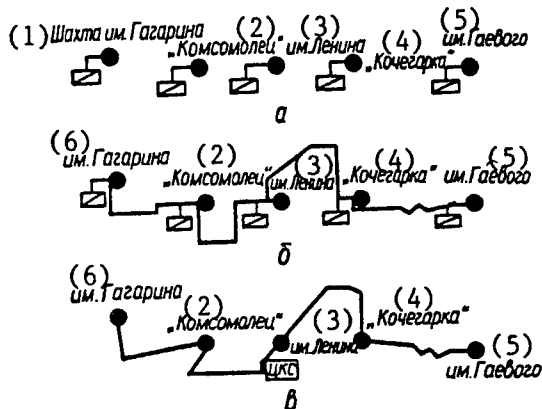 (1) Шахта им. Гагарина
(2) „Комсомолец“
(3) им. Ленина
(4) „Кочегарка“
(5) им. Гаевого
а
(6) им. Гагарина
(2) „Комсомолец“
(3) им. Ленина
(4) „Кочегарка“
(5) им. Гаевого
б
(6) им. Гагарина
(2) „Комсомолец“
(3) им. Ленина
(4) „Кочегарка“
(5) им. Гаевого
ЦКС
в